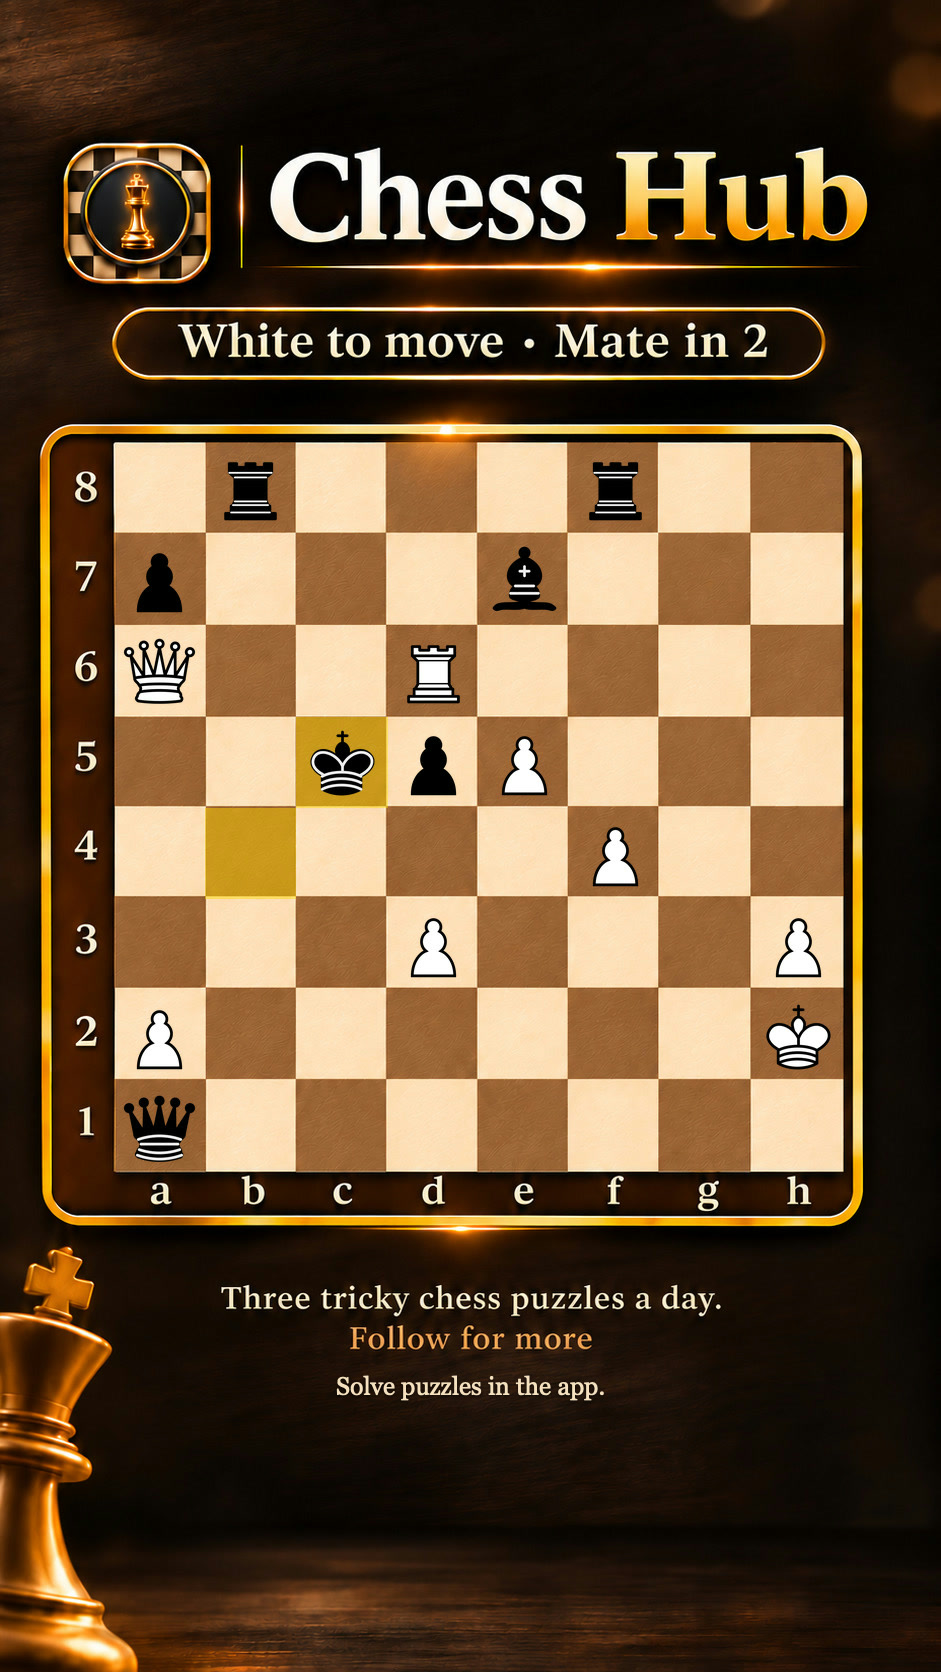 Chess Hub
White to move • Mate in 2
8
7
6
5
4
3
2
1
a b c d e f g h
Three tricky chess puzzles a day.
Follow for more
Solve puzzles in the app.